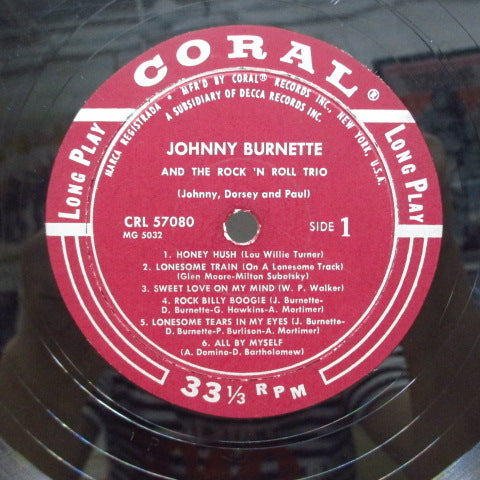 CORAL®
LONG PLAY
MARCA REGISTRADA • MFR'D BY CORAL® RECORDS INC., NEW YORK, U.S.A.
A SUBSIDIARY OF DECCA RECORDS INC.
LONG PLAY
JOHNNY BURNETTE
AND THE ROCK 'N ROLL TRIO
(Johnny, Dorsey and Paul)
CRL 57080
MG 5032
SIDE 1
1. HONEY HUSH (Lou Willie Turner)
2. LONESOME TRAIN (On A Lonesome Track)
(Glen Moore-Milton Subotsky)
3. SWEET LOVE ON MY MIND (W. P. Walker)
4. ROCK BILLY BOOGIE (J. Burnette-
D. Burnette-G. Hawkins-A. Mortimer)
5. LONESOME TEARS IN MY EYES (J. Burnette-
D. Burnette-P. Burlison-A. Mortimer)
6. ALL BY MYSELF
(A. Domino-D. Bartholomew)
33 1/3 RPM